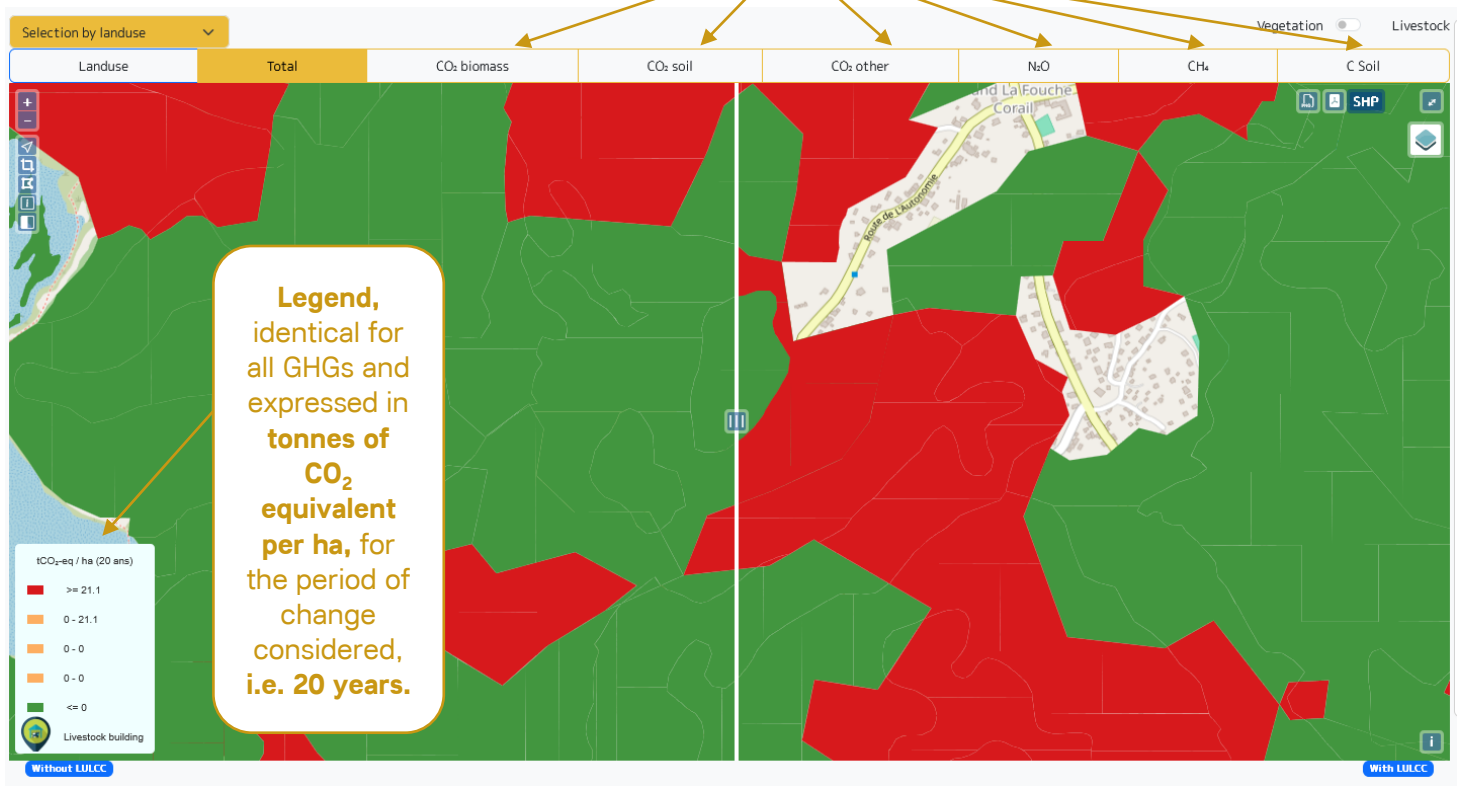 Selection by landuse
Vegetation
Livestock
Landuse
Total
CO₂ biomass
CO₂ soil
CO₂ other
N₂O
CH₄
C Soil
+
−
and La Fouche
Corail
SHP
Route de L'Autonomie
Legend,
identical for
all GHGs and
expressed in
tonnes of
CO₂
equivalent
per ha, for
the period of
change
considered,
i.e. 20 years.
tCO₂-eq / ha (20 ans)
>= 21.1
0 - 21.1
0 - 0
0 - 0
<= 0
Livestock building
i
Without LULCC
With LULCC